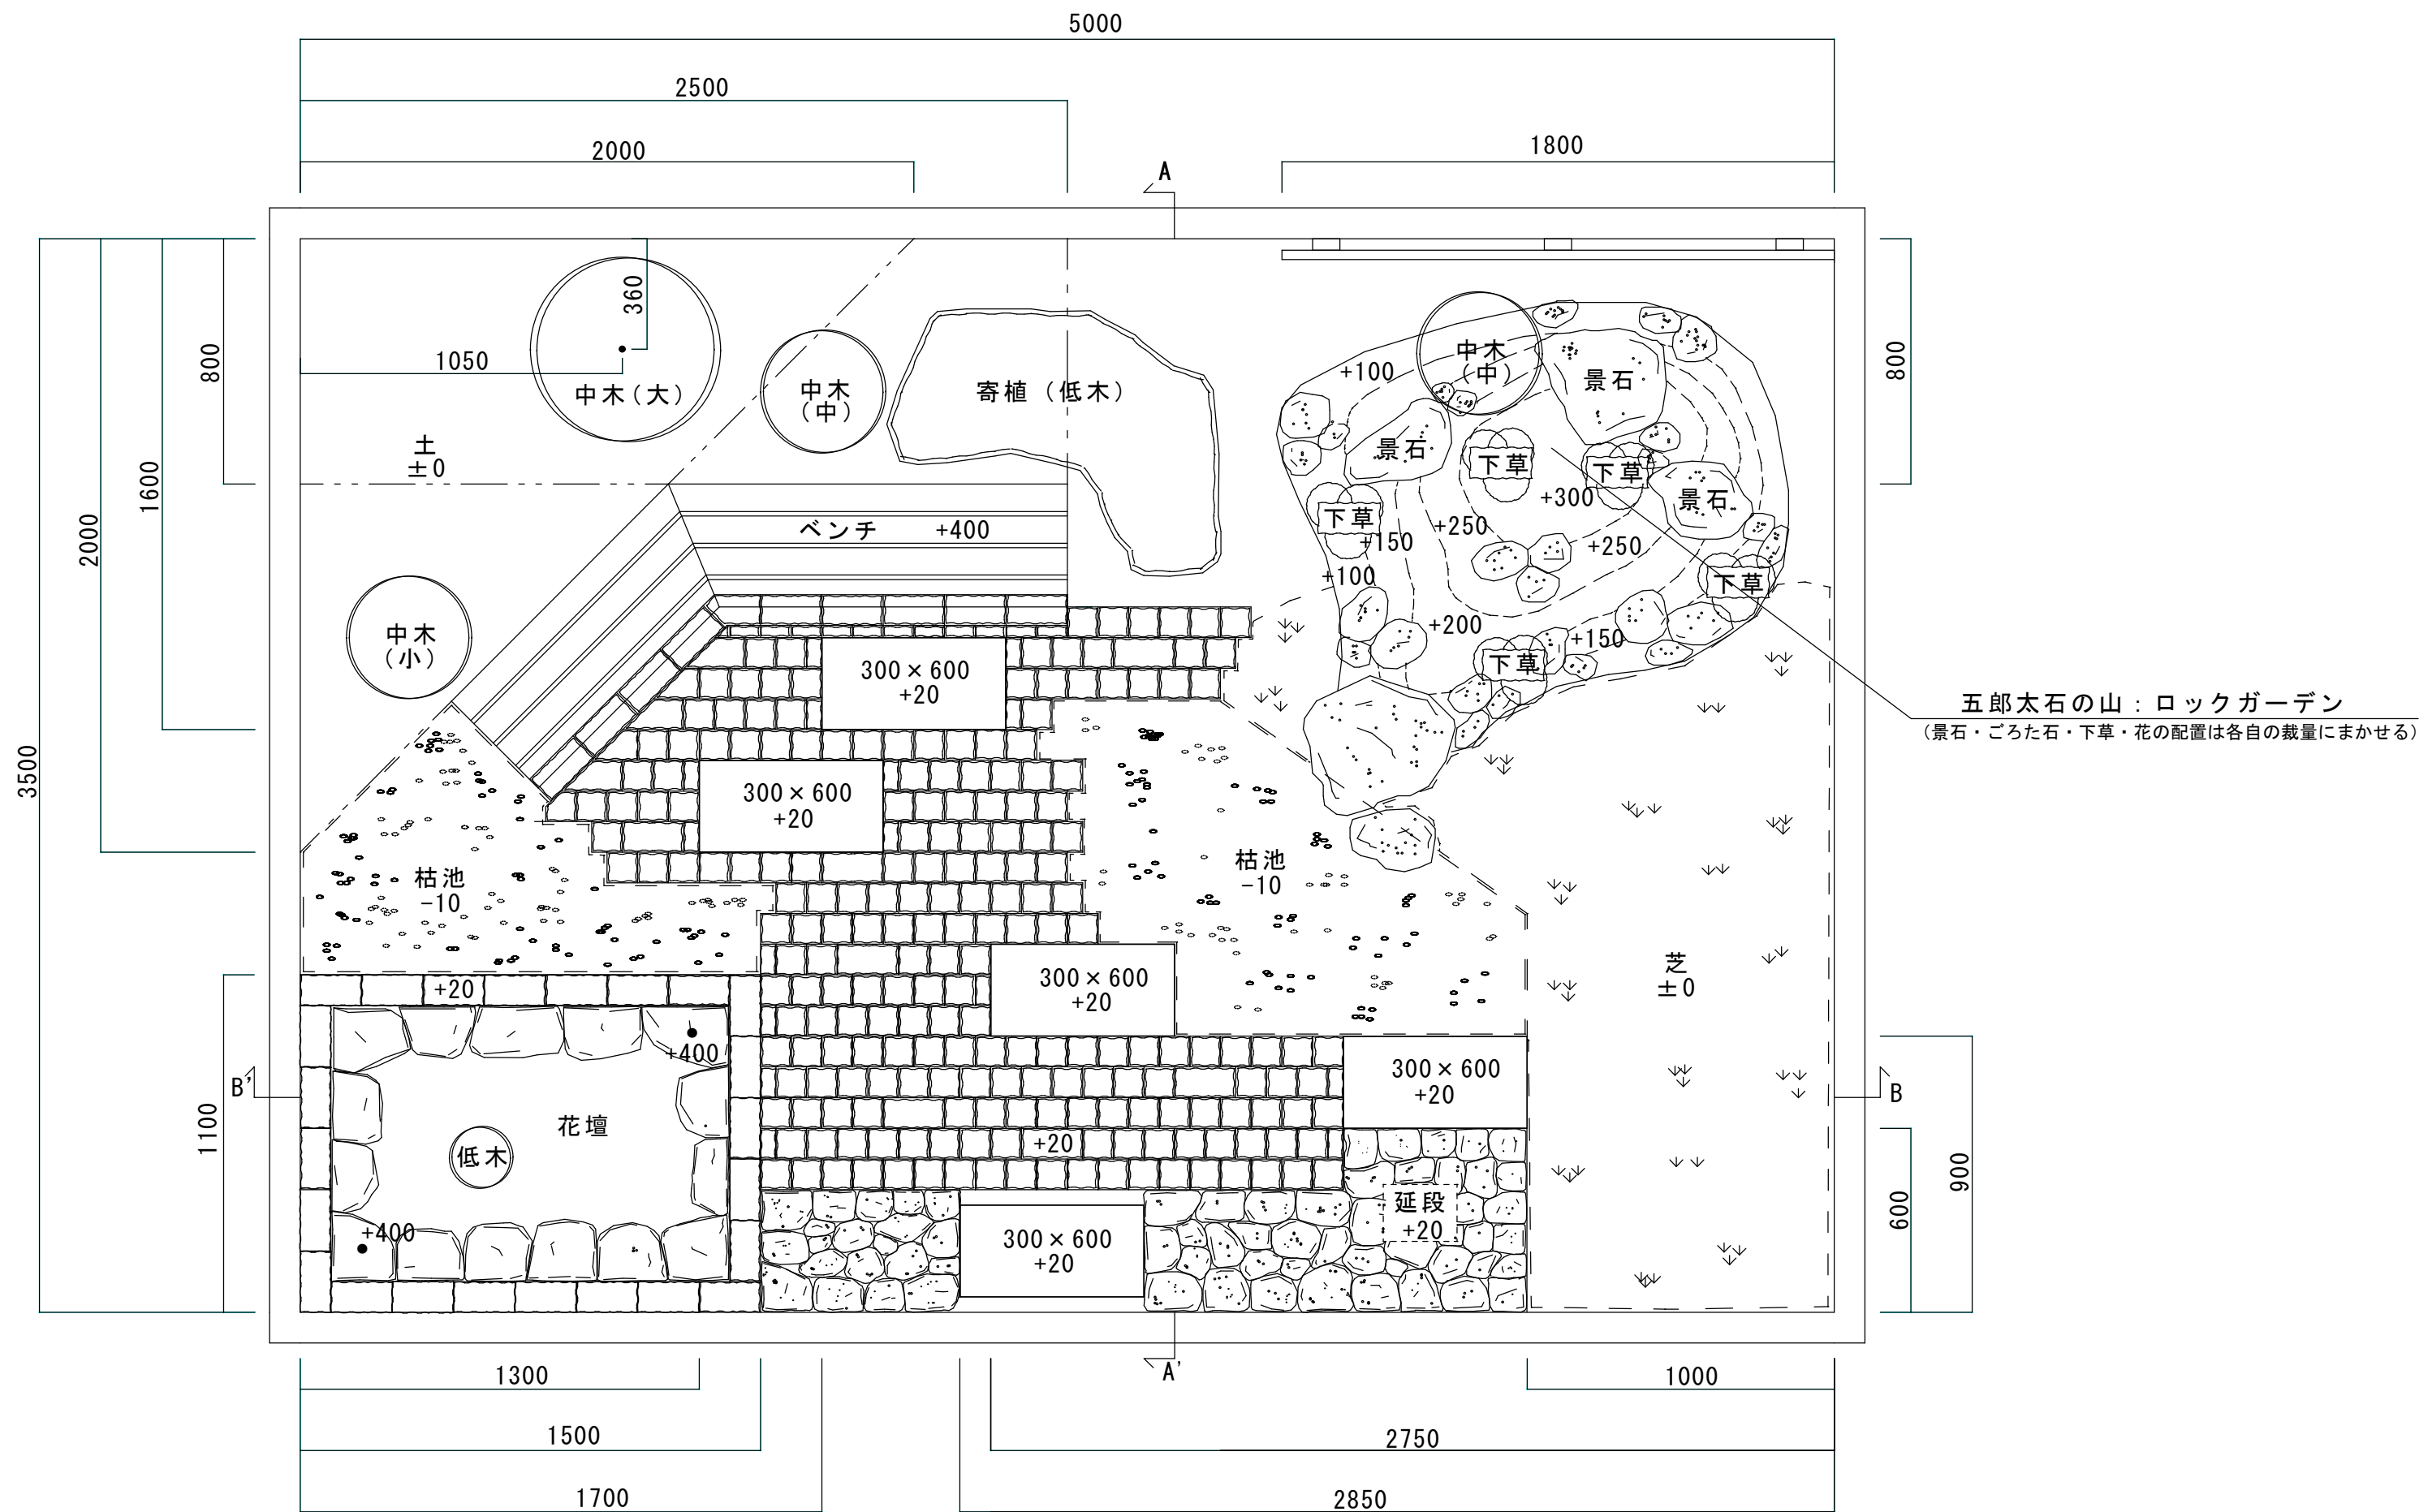 5000
2500
2000
1800
A
360
1050
800
800
1600
2000
3500
中木(大)
中木
(中)
寄植(低木)
中木
(中)
景石
+100
景石
下草
下草
景石
+300
下草
+250
+150
+250
+100
下草
+200
+150
下草
土
±0
ベンチ +400
中木
(小)
300×600
+20
300×600
+20
五郎太石の山:ロックガーデン
(景石・ごろた石・下草・花の配置は各自の裁量にまかせる)
枯池
-10
枯池
-10
300×600
+20
芝
±0
+20
+400
花壇
低木
+400
300×600
+20
+20
延段
+20
300×600
+20
B'
B
1100
900
600
A'
1300
1000
1500
2750
1700
2850